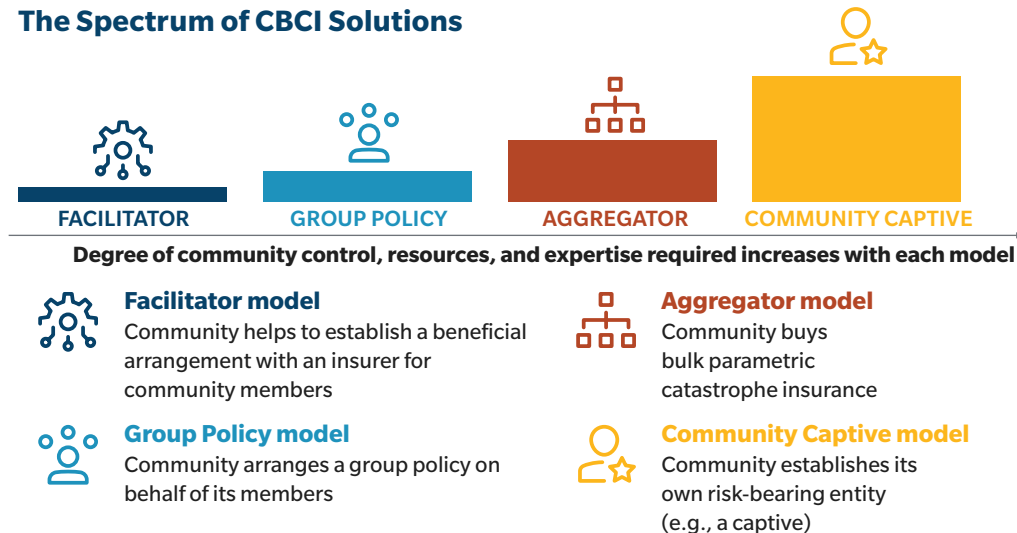 The Spectrum of CBCI Solutions
FACILITATOR
GROUP POLICY
AGGREGATOR
COMMUNITY CAPTIVE
Degree of community control, resources, and expertise required increases with each model
Facilitator model
Community helps to establish a beneficial
arrangement with an insurer for
community members
Group Policy model
Community arranges a group policy on
behalf of its members
Aggregator model
Community buys
bulk parametric
catastrophe insurance
Community Captive model
Community establishes its
own risk-bearing entity
(e.g., a captive)